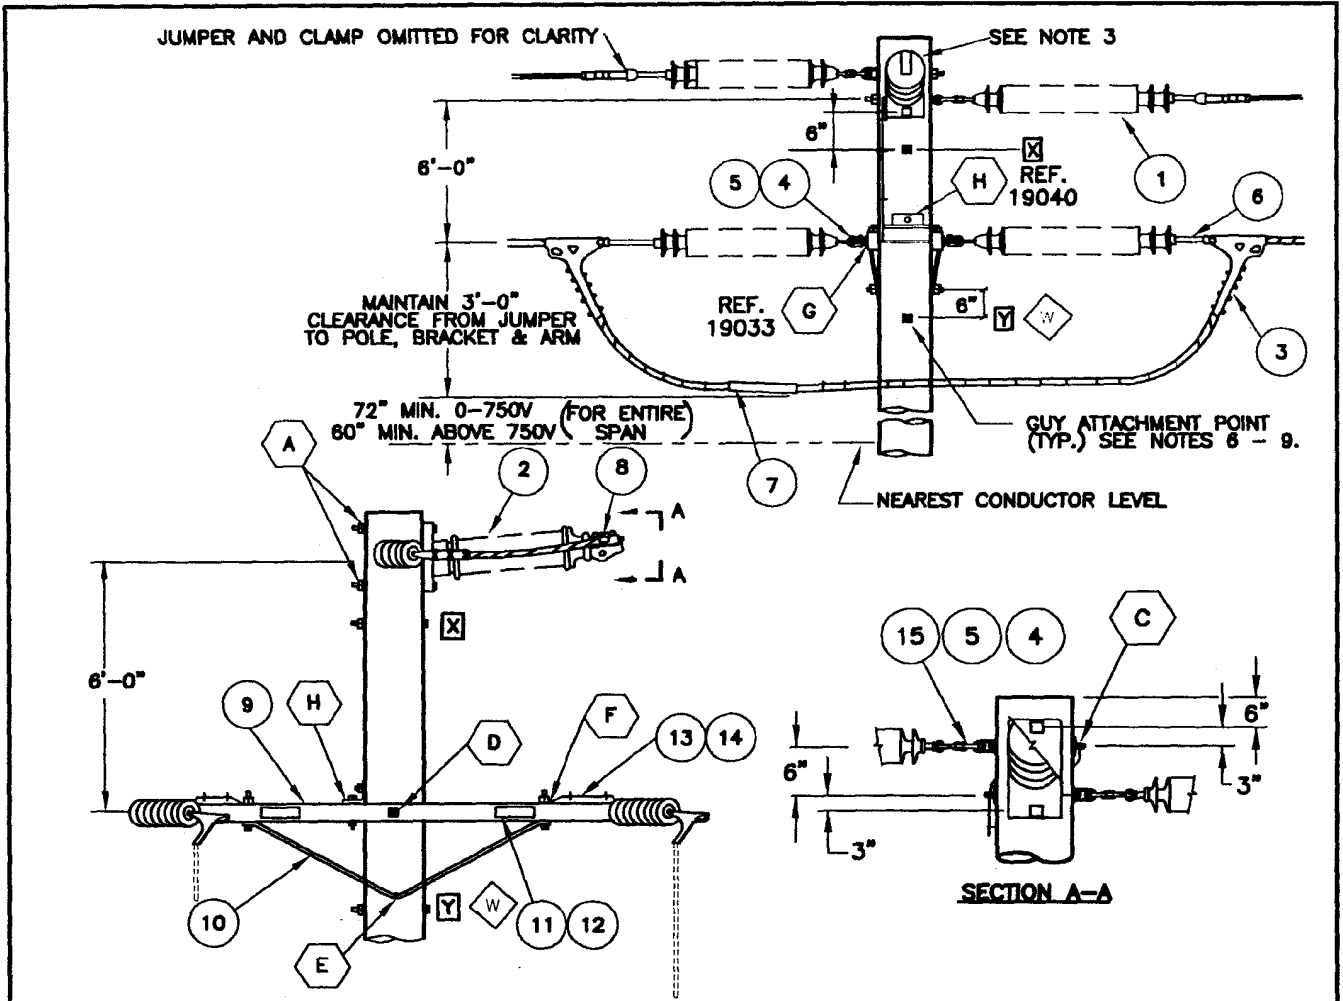 JUMPER AND CLAMP OMITTED FOR CLARITY
SEE NOTE 3
6"
6'-0"
X
5 4
H REF.
19040
1
6
MAINTAIN 3'-0"
CLEARANCE FROM JUMPER
TO POLE, BRACKET & ARM
REF.
19033
G
6"
Y W
3
72" MIN. 0-750V (FOR ENTIRE)
60" MIN. ABOVE 750V ( SPAN )
GUY ATTACHMENT POINT
(TYP.) SEE NOTES 6 - 9.
7
NEAREST CONDUCTOR LEVEL
A
2
8
A
A
X
6'-0"
9
H
D
F
13 14
10
E
Y W
11 12
15 5 4
C
6"
6"
3"
3"
SECTION A-A